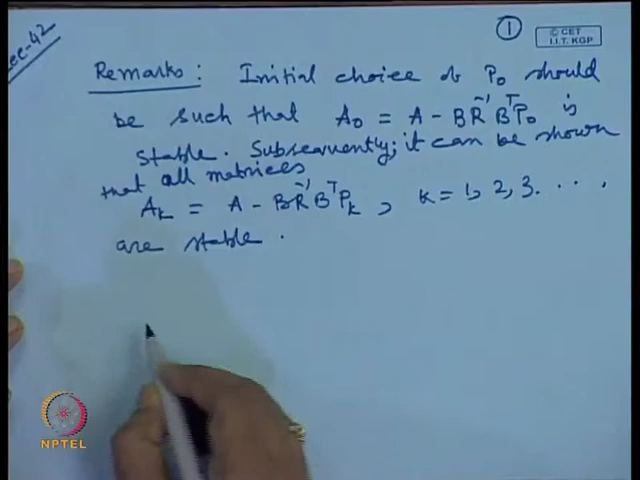 Lec-42
①
© CET
I.I.T. KGP
Remarks : Initial choice of P₀ should
be such that A₀ = A - BR⁻¹BᵀP₀ is
stable. Subsequently, it can be shown
that all matrices
Aₖ = A - BR⁻¹BᵀPₖ , k = 1, 2, 3. . . . .
are stable .
NPTEL